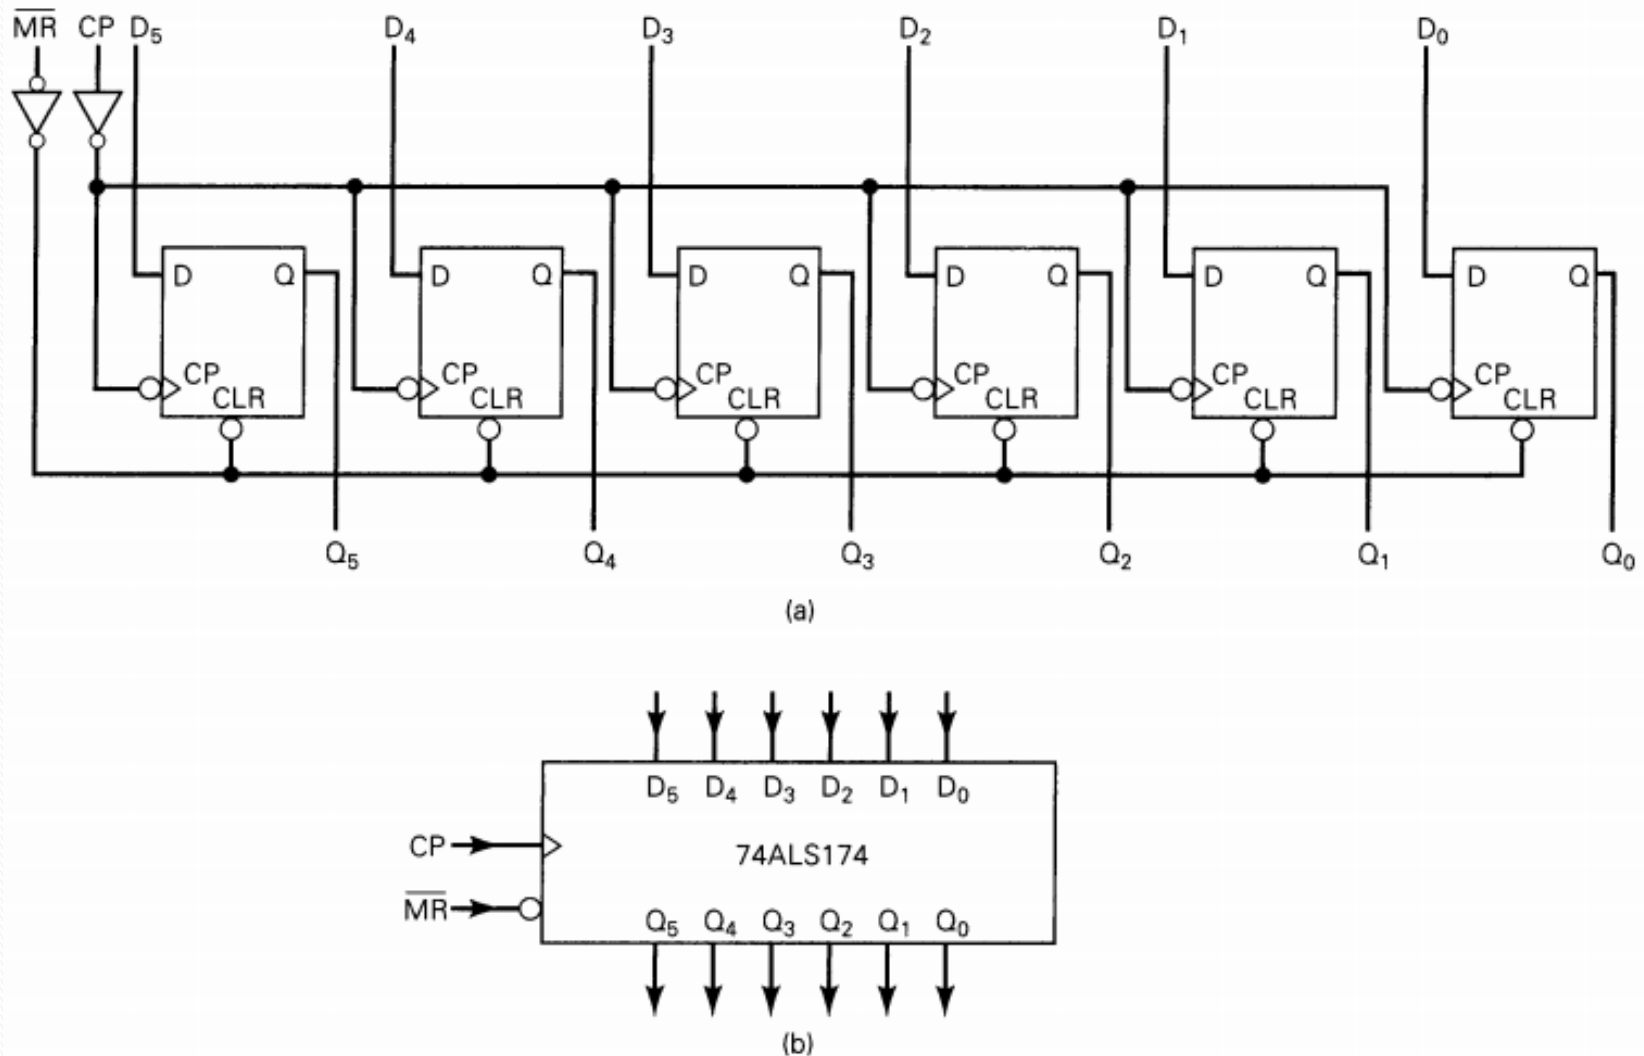 M̅R̅ CP D₅ D₄ D₃ D₂ D₁ D₀
D Q D Q D Q D Q D Q D Q
CP CP CP CP CP CP
CLR CLR CLR CLR CLR CLR
Q₅ Q₄ Q₃ Q₂ Q₁ Q₀
(a)
D₅ D₄ D₃ D₂ D₁ D₀
CP
74ALS174
M̅R̅
Q₅ Q₄ Q₃ Q₂ Q₁ Q₀
(b)